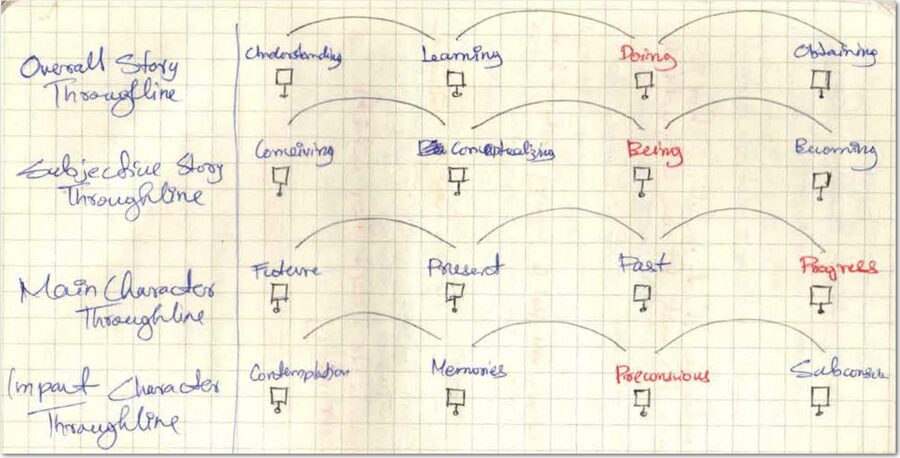 Overall Story
Throughline
Understanding Learning Doing Obtaining
Subjective Story
Throughline
Conceiving Conceptualizing Being Becoming
Main Character
Throughline
Future Present Past Progress
Impact Character
Throughline
Contemplation Memories Preconscious Subconscious